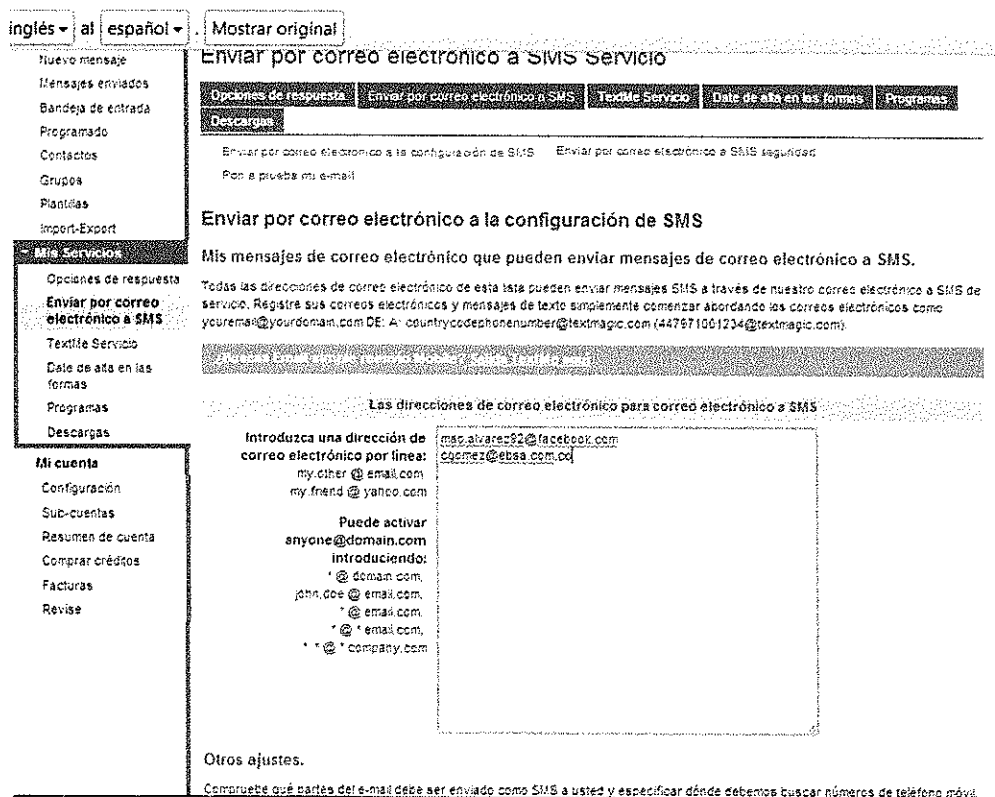 inglés al español . Mostrar original
Enviar por correo electrónico a SMS Servicio
Nuevo mensaje
Mensajes enviados
Bandeja de entrada
Programado
Contactos
Grupos
Plantillas
Import-Export
Mis Servicios
Opciones de respuesta
Enviar por correo
electrónico a SMS
TextMe Servicio
Date de alta en las
formas
Programas
Descargas
Mi cuenta
Configuración
Sub-cuentas
Resumen de cuenta
Comprar créditos
Facturas
Revise
Opciones de respuesta Enviar por correo electrónico a SMS TextMe Servicio Date de alta en las formas Programas
Descargas
Enviar por correo electrónico a la configuración de SMS Enviar por correo electrónico a SMS seguridad
Pon a prueba mi e-mail
Enviar por correo electrónico a la configuración de SMS
Mis mensajes de correo electrónico que pueden enviar mensajes de correo electrónico a SMS.
Todas las direcciones de correo electrónico de esta lista pueden enviar mensajes SMS a través de nuestro correo electrónico a SMS de
servicio. Registre sus correos electrónicos y mensajes de texto simplemente comenzar abordando los correos electrónicos como
youremail@yourdomain.com DE: A: countrycodephonenumber@textmagic.com (447971001234@textmagic.com).
Las direcciones de correo electrónico para correo electrónico a SMS
Introduzca una dirección de
correo electrónico por línea:
my.other @ email.com
my.friend @ yahoo.com
Puede activar
anyone@domain.com
introduciendo:
* @ domain.com,
john.doe @ email.com,
* @ email.com,
* @ * email.com,
* * @ * company.com
mao.alvarez92@facebook.com
cgomez@ebsa.com.co
Otros ajustes.
Compruebe qué partes del e-mail debe ser enviado como SMS a usted y especificar dónde debemos buscar números de teléfono móvil.